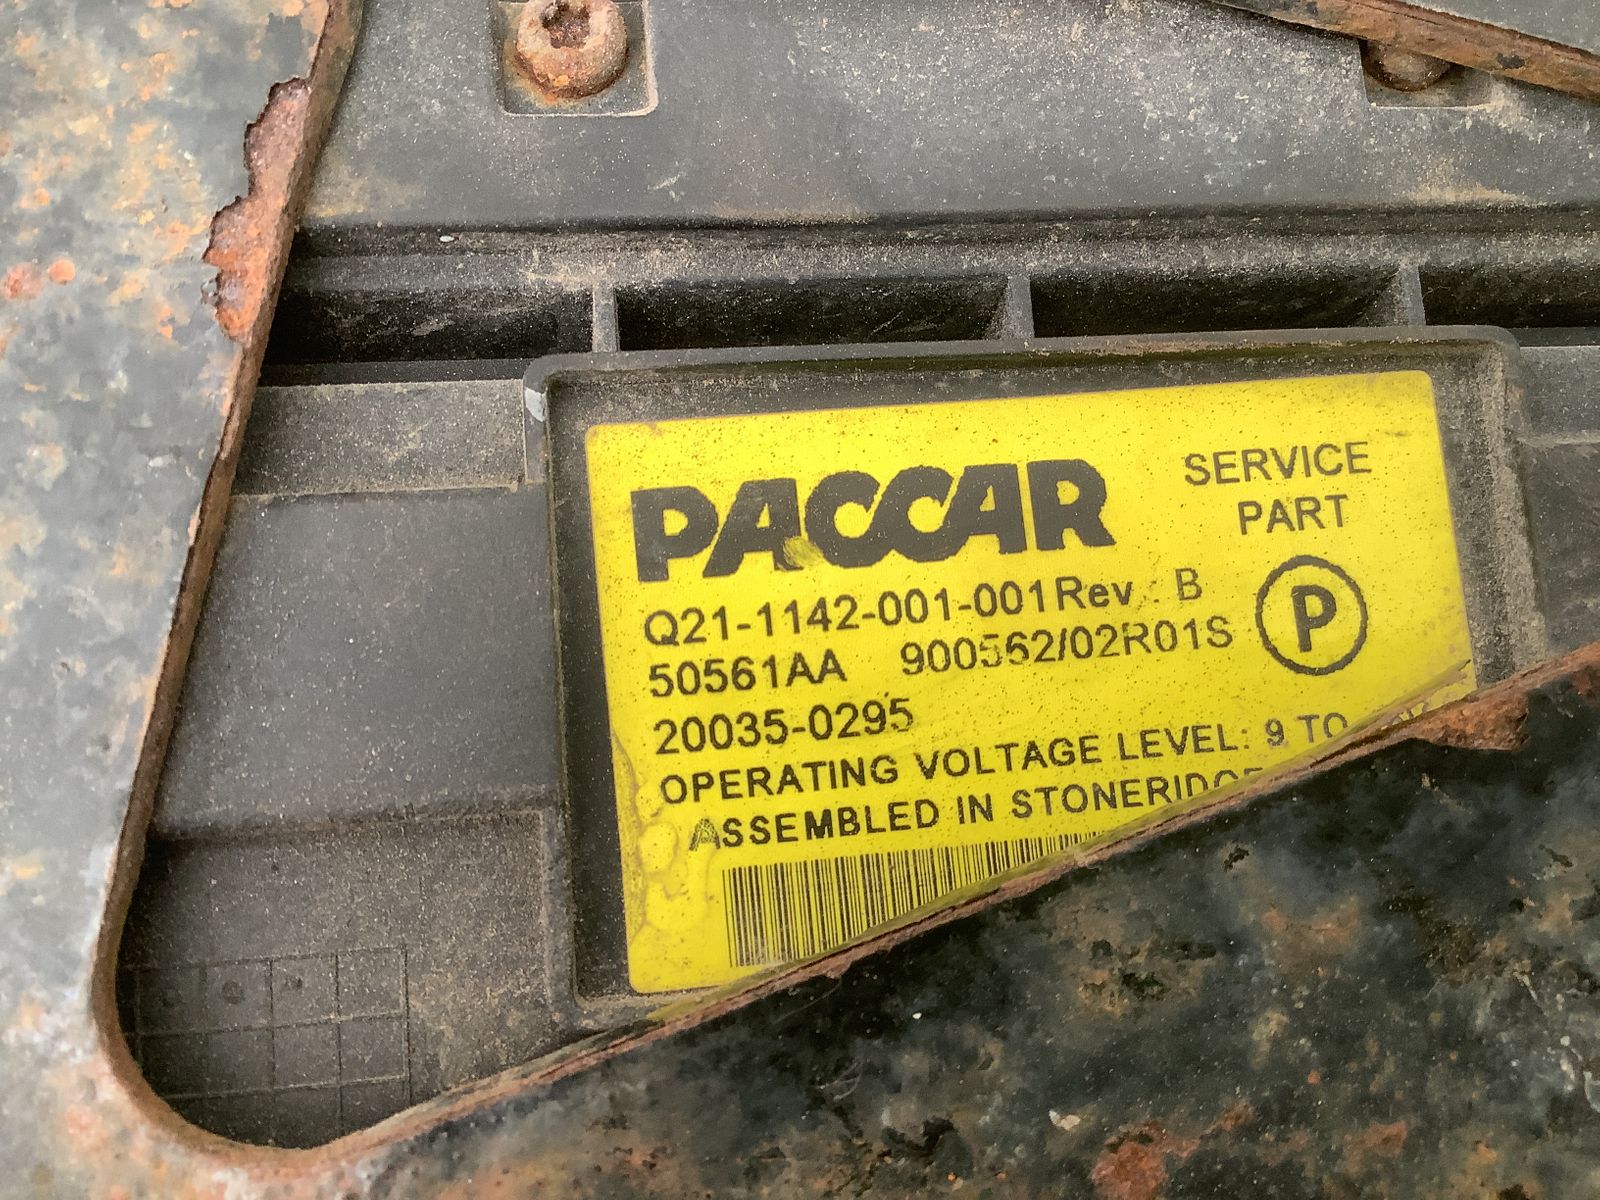 PACCAR
SERVICE
PART
Q21-1142-001-001 Rev : B
P
50561AA 900562/02R01S
20035-0295
OPERATING VOLTAGE LEVEL: 9 TO
ASSEMBLED IN STONERIDGE